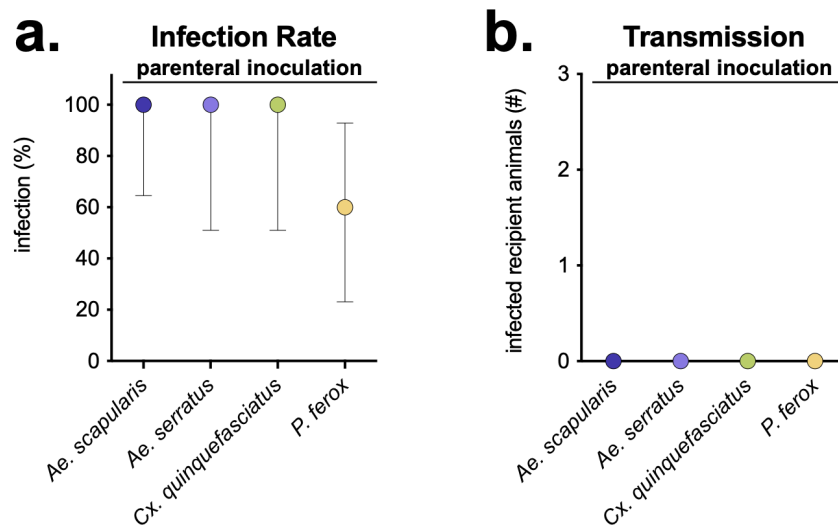 a.
Infection Rate
parenteral inoculation
infection (%)
100
80
60
40
20
0
Ae. scapularis
Ae. serratus
Cx. quinquefasciatus
P. ferox
b.
Transmission
parenteral inoculation
infected recipient animals (#)
3
2
1
0
Ae. scapularis
Ae. serratus
Cx. quinquefasciatus
P. ferox